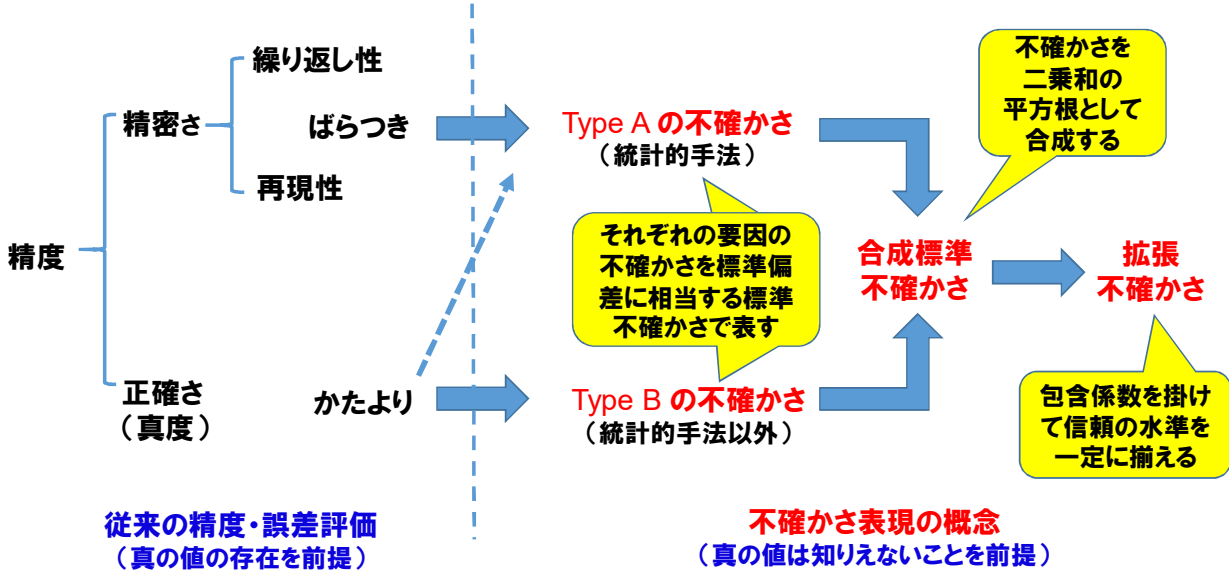 繰り返し性
精密さ
ばらつき
再現性
精度
正確さ
（真度）
かたより
従来の精度・誤差評価
（真の値の存在を前提）
Type A の不確かさ
（統計的手法）
それぞれの要因の
不確かさを標準偏
差に相当する標準
不確かさで表す
Type B の不確かさ
（統計的手法以外）
不確かさを
二乗和の
平方根として
合成する
合成標準
不確かさ
拡張
不確かさ
包含係数を掛け
て信頼の水準を
一定に揃える
不確かさ表現の概念
（真の値は知りえないことを前提）